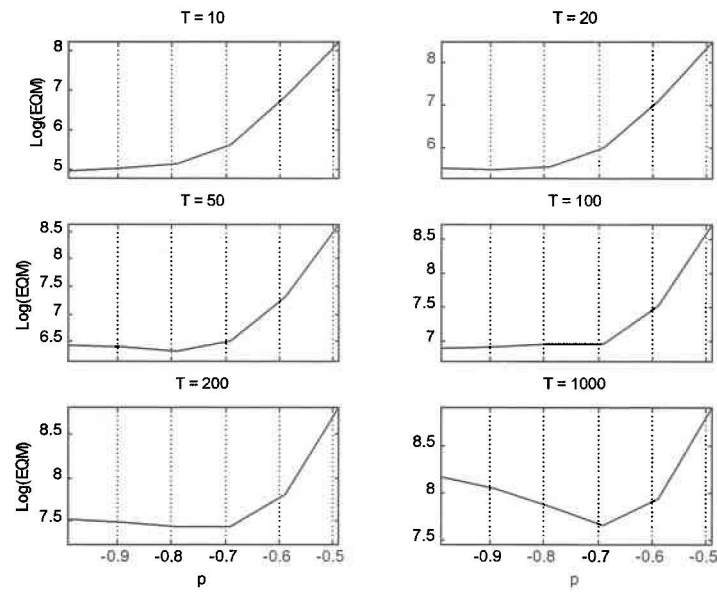 T = 10
T = 20
8
7
6
5
Log(EQM)
8
7
6
T = 50
T = 100
8.5
8
7.5
7
6.5
Log(EQM)
8.5
8
7.5
7
T = 200
T = 1000
8.5
8
7.5
Log(EQM)
8.5
8
7.5
-0.9 -0.8 -0.7 -0.6 -0.5
-0.9 -0.8 -0.7 -0.6 -0.5
p
p